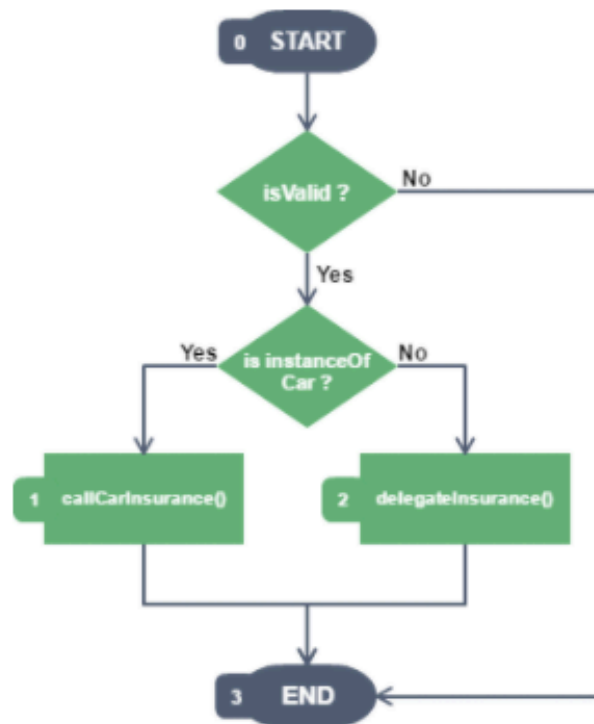 0 START
isValid ?
No
Yes
Yes
is instanceOf
Car ?
No
1 callCarInsurance()
2 delegateInsurance()
3 END